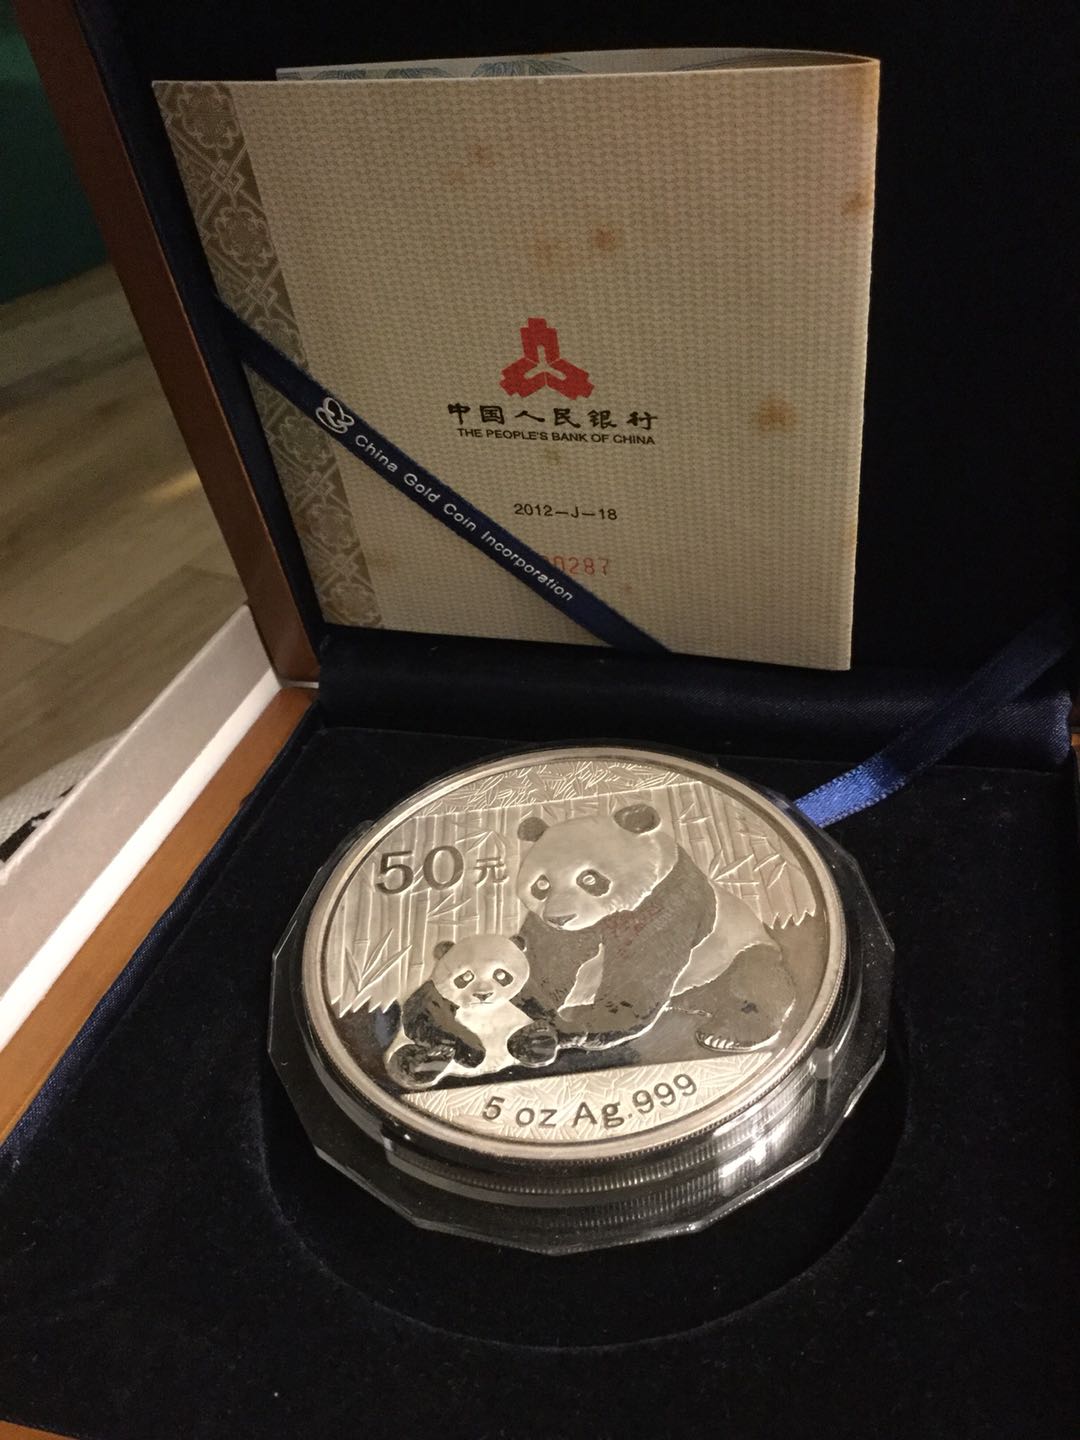 中国人民银行
THE PEOPLE'S BANK OF CHINA
China Gold Coin Incorporation
2012-J-18
0287
50元
5 oz Ag.999